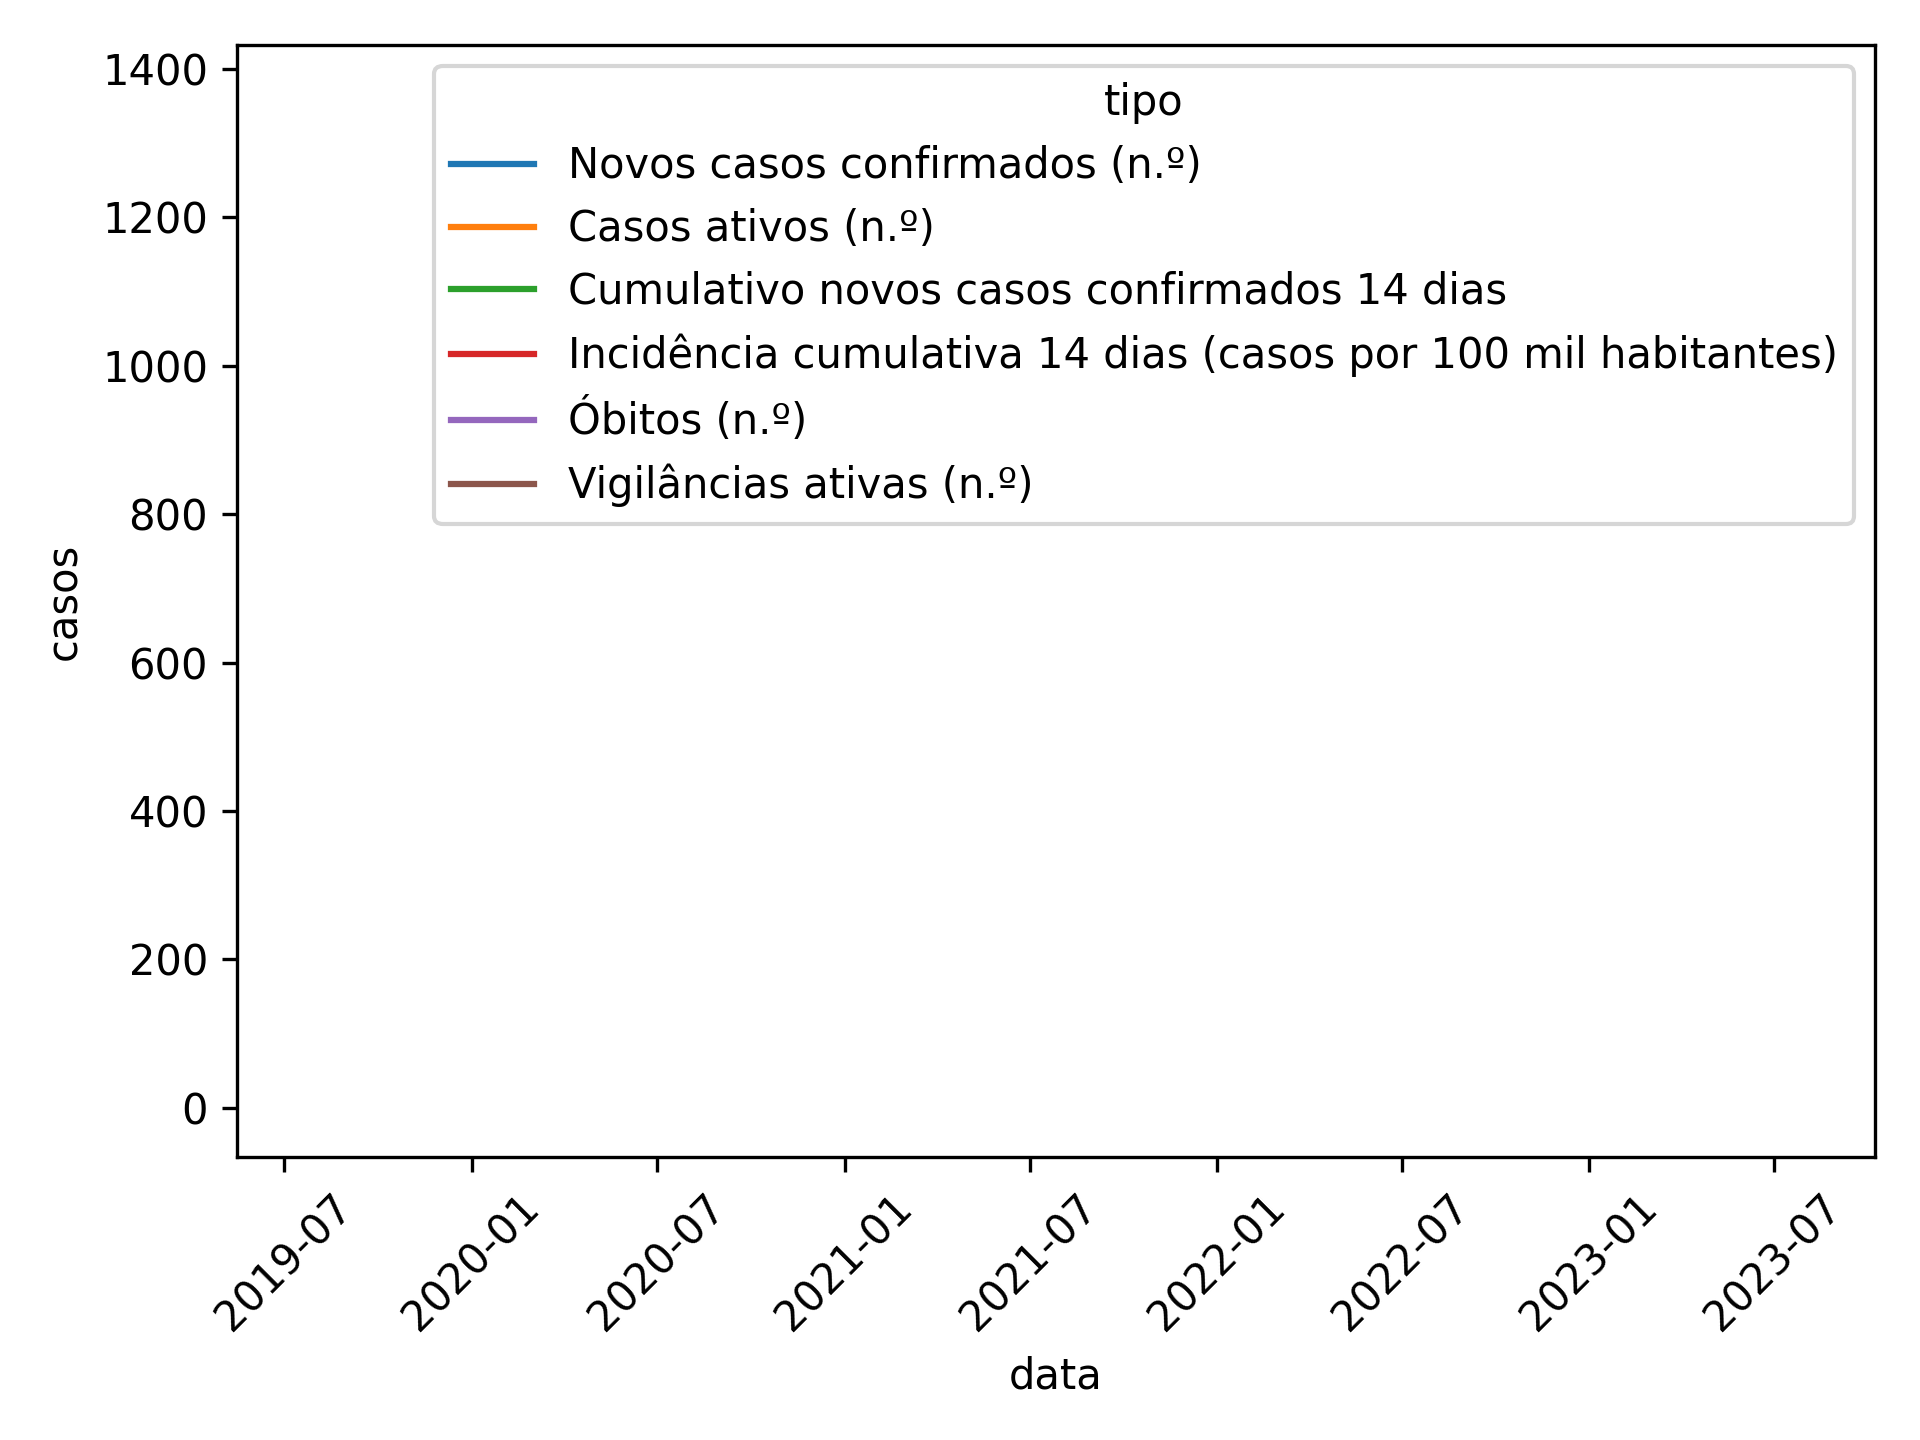 1400
1200
1000
800
600
400
200
0
casos
tipo
Novos casos confirmados (n.º)
Casos ativos (n.º)
Cumulativo novos casos confirmados 14 dias
Incidência cumulativa 14 dias (casos por 100 mil habitantes)
Óbitos (n.º)
Vigilâncias ativas (n.º)
2019-07
2020-01
2020-07
2021-01
2021-07
2022-01
2022-07
2023-01
2023-07
data